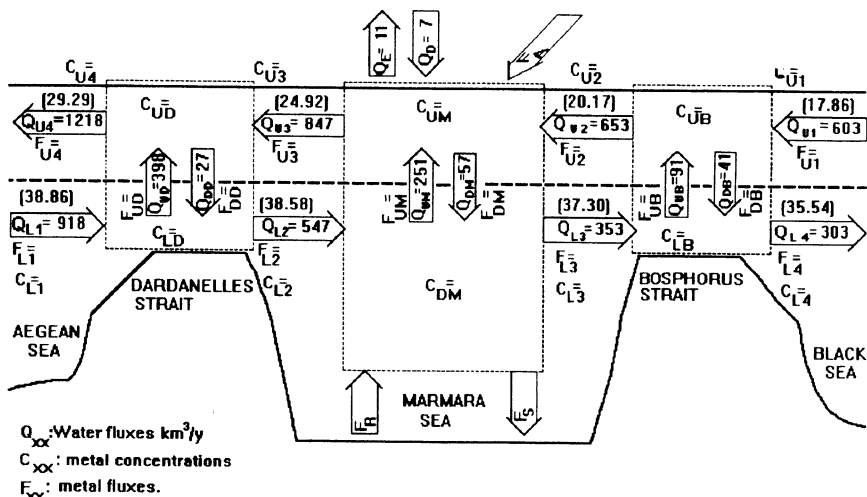 Q_E = 11
Q_D = 7
F_A
C_U4=
C_U3=
C_U2=
C_U1=
(29.29)
C_UD=
(24.92)
C_UM=
(20.17)
C_UB=
(17.86)
Q_U4= 1218
Q_U3= 847
Q_U2= 653
Q_U1= 603
F_U4=
F_U3=
F_U2=
F_U1=
F_UD=
Q_UD=398
Q_DD= 27
F_DD=
F_UM=
Q_UM=251
Q_DM=57
F_DM=
F_UB=
Q_UB=91
Q_DB=41
F_DB=
(38.86)
(38.58)
(37.30)
(35.54)
Q_L1= 918
C_LD=
Q_L2= 547
Q_L3= 353
C_LB=
Q_L4= 303
F_L1=
F_L2=
F_L3=
F_L4=
C_L1=
C_L2=
C_DM=
C_L3=
C_L4=
DARDANELLES
STRAIT
BOSPHORUS
STRAIT
AEGEAN
SEA
BLACK
SEA
MARMARA
SEA
F_R
F_S
Q_xx:Water fluxes km³/y
C_xx: metal concentrations
F_xx: metal fluxes.